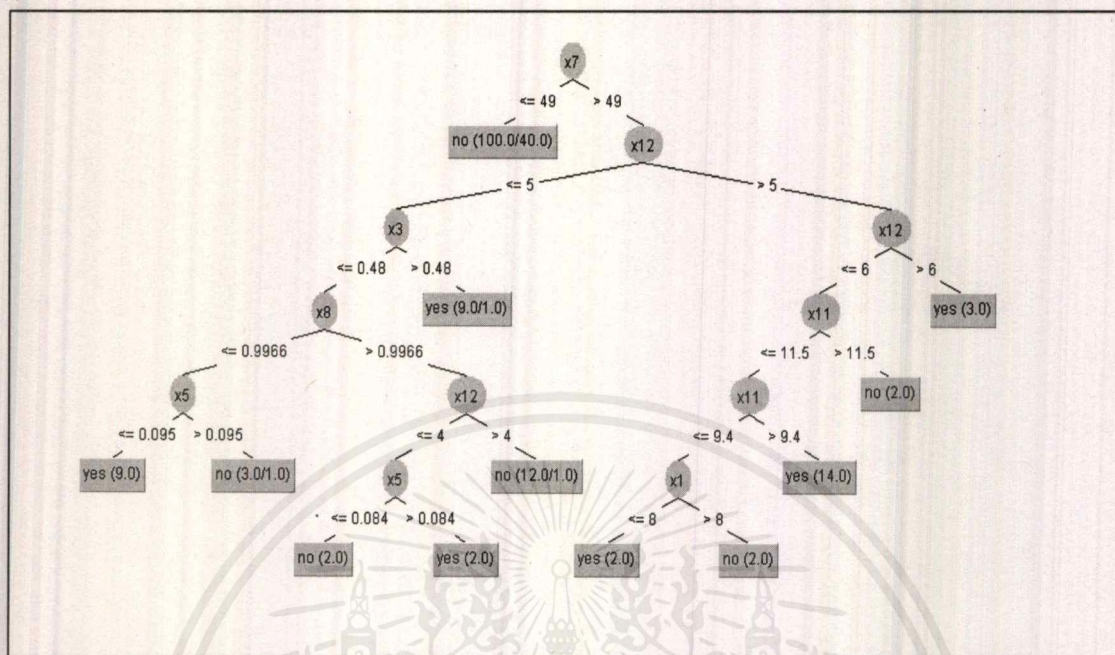 x7
<= 49 > 49
no (100.0/40.0)
x12
<= 5 > 5
x3 x12
<= 0.48 > 0.48 <= 6 > 6
x8 yes (9.0/1.0) x11 yes (3.0)
<= 0.9966 > 0.9966 <= 11.5 > 11.5
x5 x12 x11 no (2.0)
<= 0.095 > 0.095 <= 4 > 4 <= 9.4 > 9.4
yes (9.0) no (3.0/1.0) x5 no (12.0/1.0) x1 yes (14.0)
<= 0.084 > 0.084 <= 8 > 8
no (2.0) yes (2.0) yes (2.0) no (2.0)